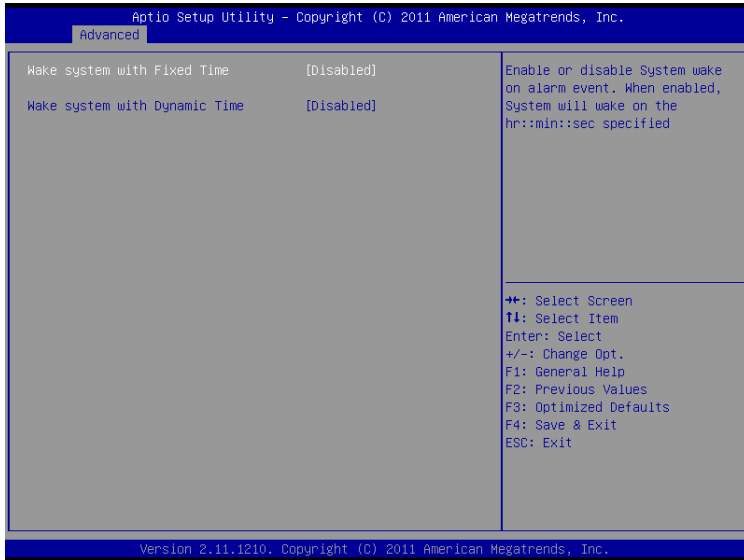 Aptio Setup Utility – Copyright (C) 2011 American Megatrends, Inc.
Advanced
Wake system with Fixed Time [Disabled]
Wake system with Dynamic Time [Disabled]
Enable or disable System wake
on alarm event. When enabled,
System will wake on the
hr::min::sec specified
→←: Select Screen
↑↓: Select Item
Enter: Select
+/-: Change Opt.
F1: General Help
F2: Previous Values
F3: Optimized Defaults
F4: Save & Exit
ESC: Exit
Version 2.11.1210. Copyright (C) 2011 American Megatrends, Inc.